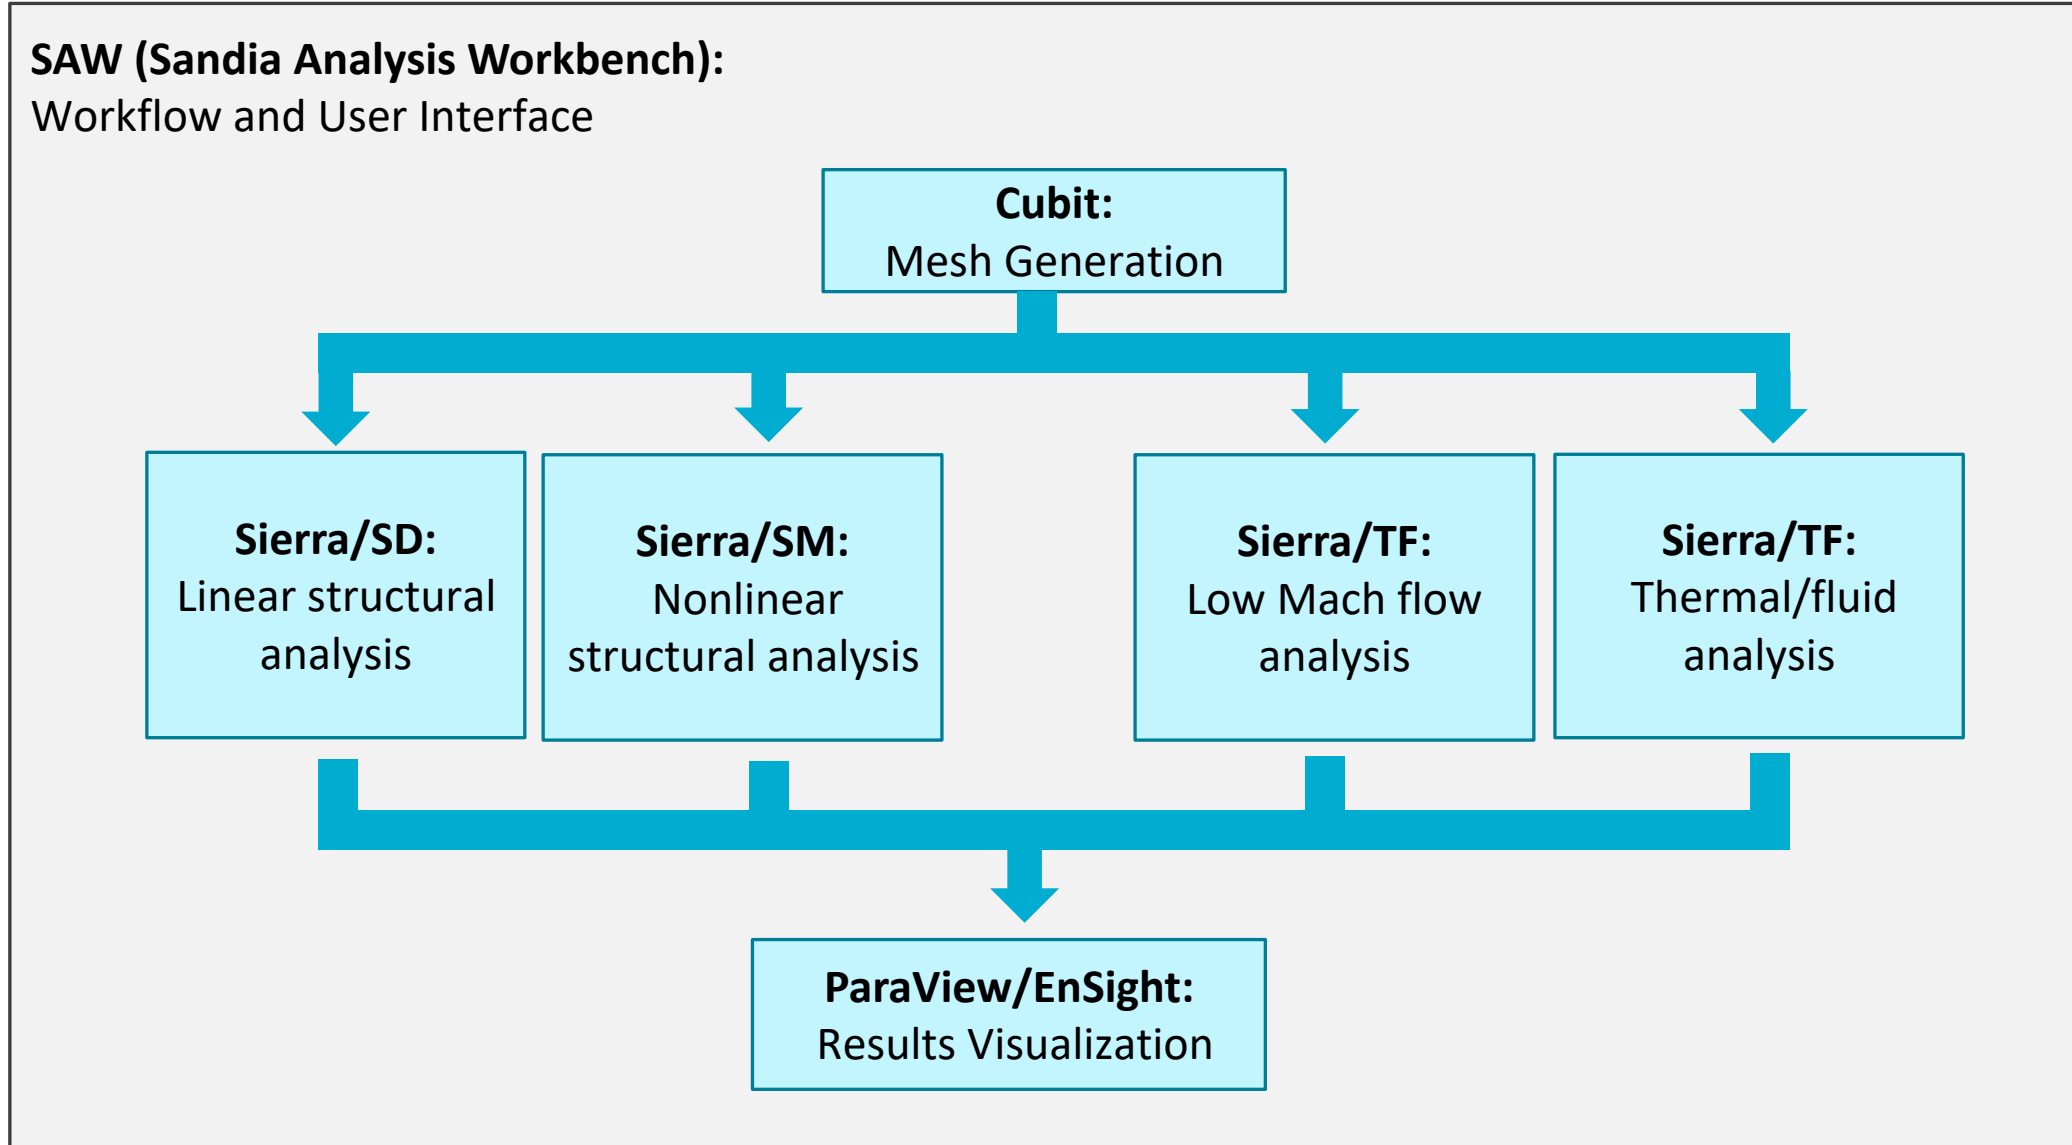 SAW (Sandia Analysis Workbench):
Workflow and User Interface
Cubit:
Mesh Generation
Sierra/SD:
Linear structural
analysis
Sierra/SM:
Nonlinear
structural analysis
Sierra/TF:
Low Mach flow
analysis
Sierra/TF:
Thermal/fluid
analysis
ParaView/EnSight:
Results Visualization